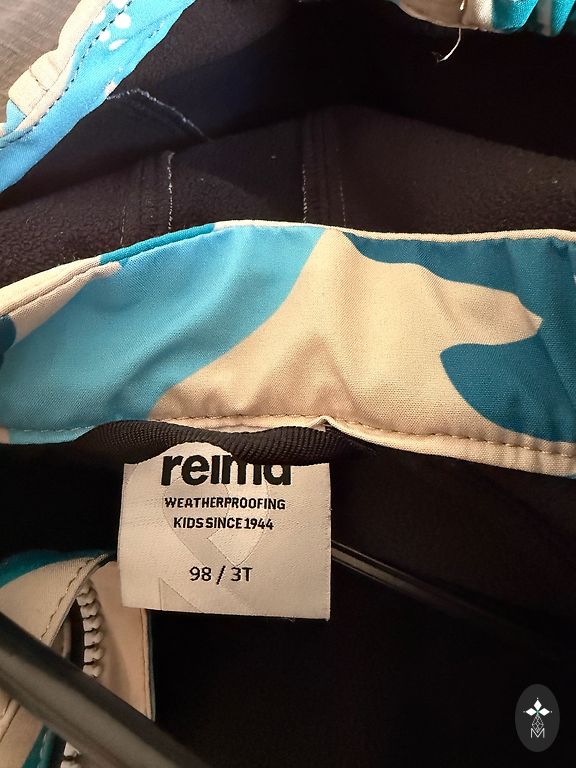 reima
WEATHERPROOFING
KIDS SINCE 1944
98 / 3T